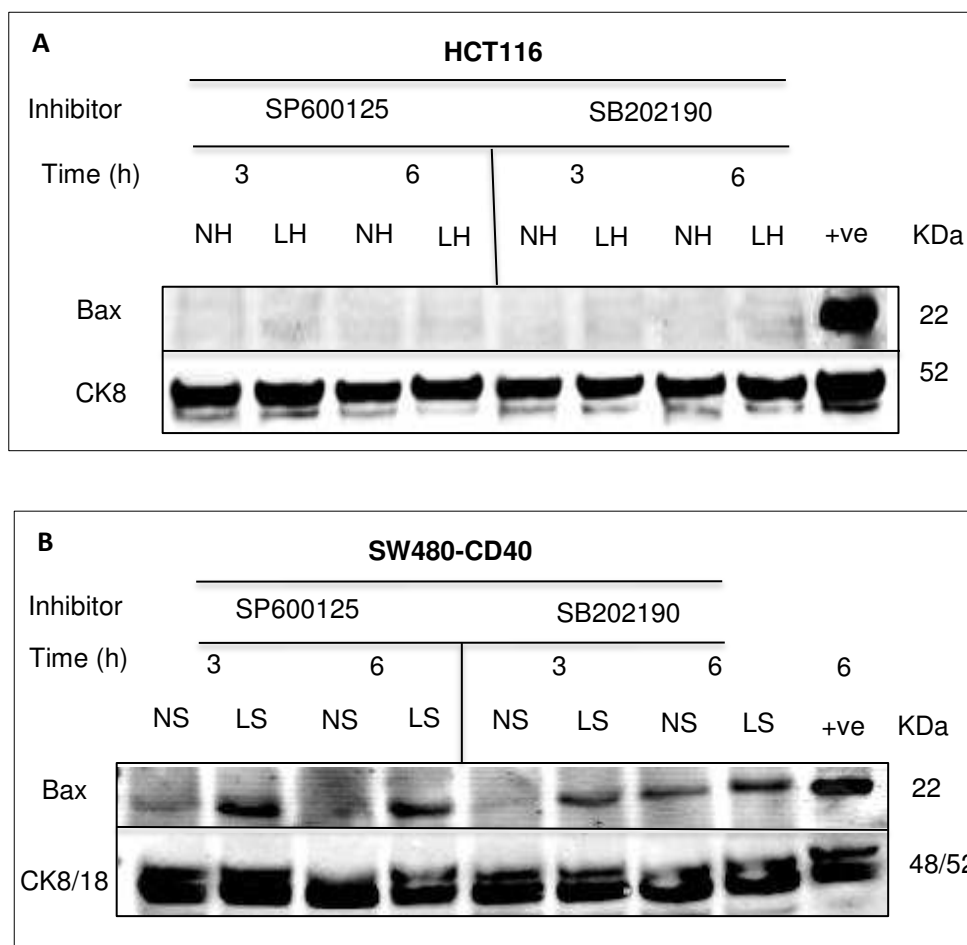 A
HCT116
Inhibitor SP600125 SB202190
Time (h) 3 6 3 6
NH LH NH LH NH LH NH LH +ve KDa
Bax 22
CK8 52
B
SW480-CD40
Inhibitor SP600125 SB202190
Time (h) 3 6 3 6 6
NS LS NS LS NS LS NS LS +ve KDa
Bax 22
CK8/18 48/52